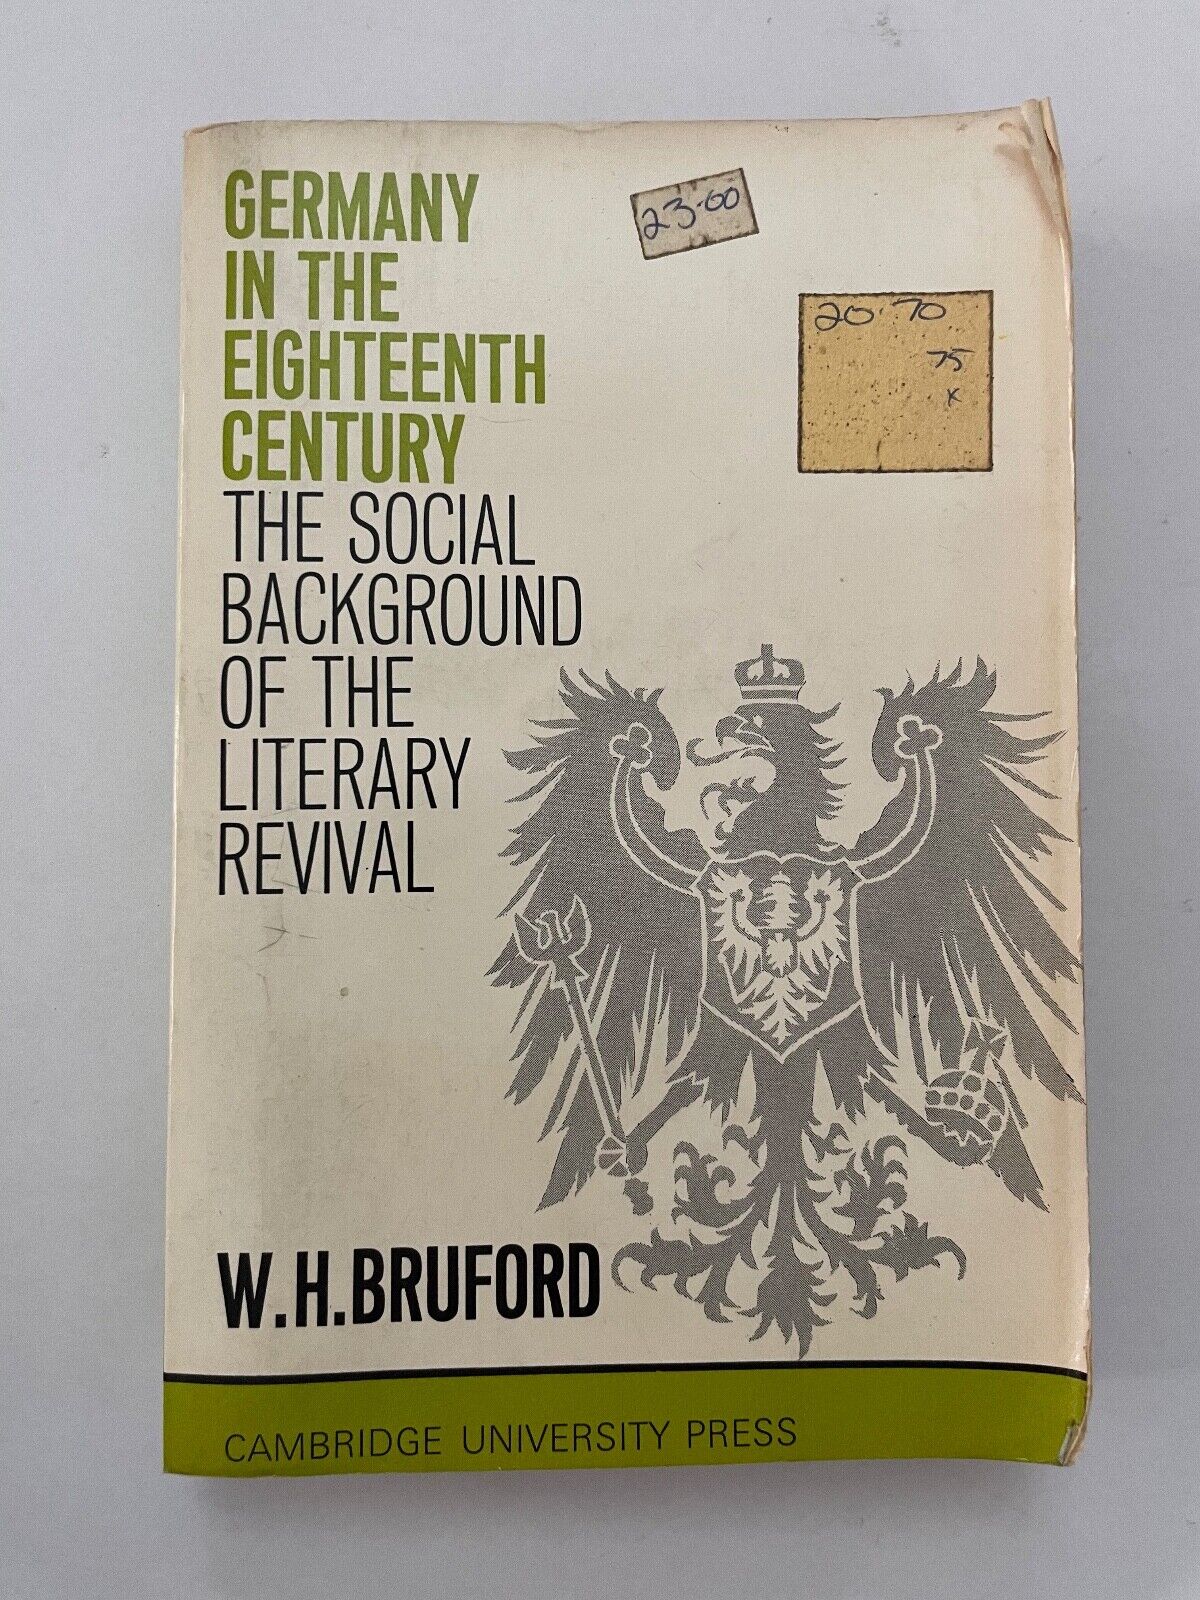 GERMANY
IN THE
EIGHTEENTH
CENTURY
THE SOCIAL
BACKGROUND
OF THE
LITERARY
REVIVAL
23.00
20.70
75
x
W.H.BRUFORD
CAMBRIDGE UNIVERSITY PRESS